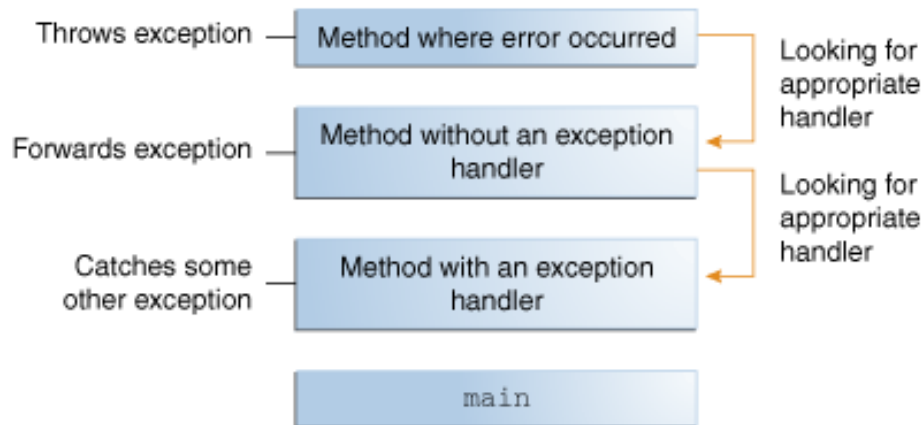 Throws exception
Method where error occurred
Looking for
appropriate
handler
Forwards exception
Method without an exception
handler
Looking for
appropriate
handler
Catches some
other exception
Method with an exception
handler
main